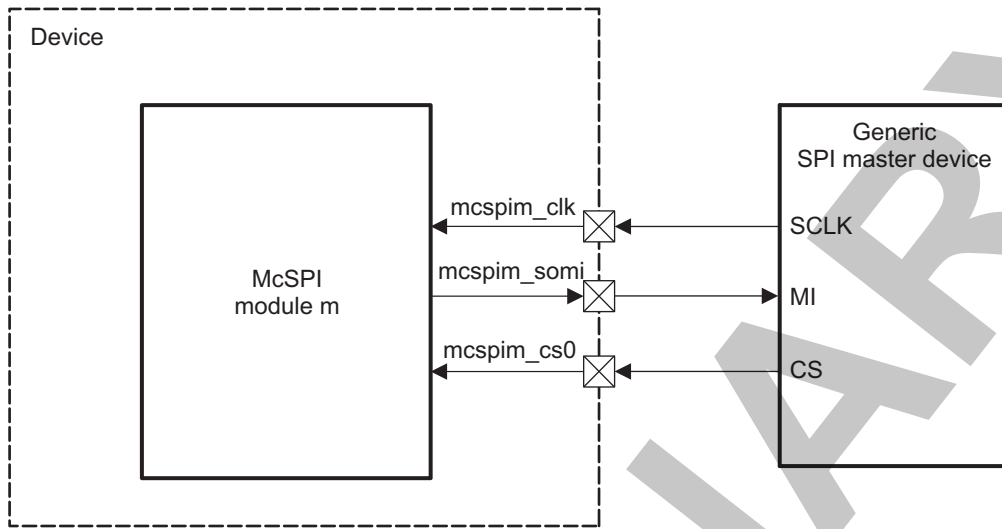 Device
Generic
SPI master device
mcspim_clk
SCLK
McSPI
module m
mcspim_somi
MI
mcspim_cs0
CS